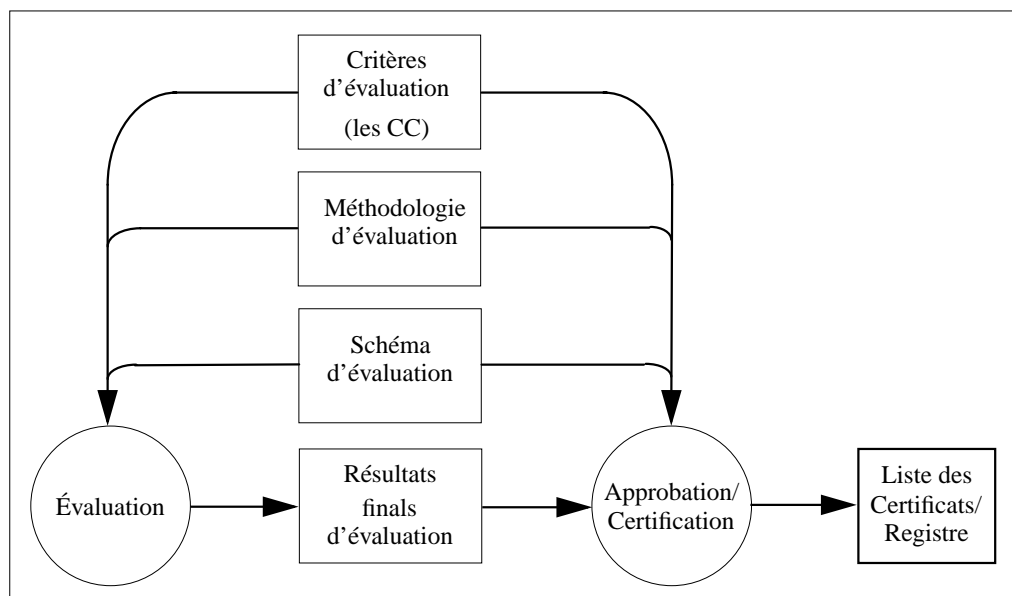 Critères
d'évaluation
(les CC)
Méthodologie
d'évaluation
Schéma
d'évaluation
Évaluation
Résultats
finals
d'évaluation
Approbation/
Certification
Liste des
Certificats/
Registre